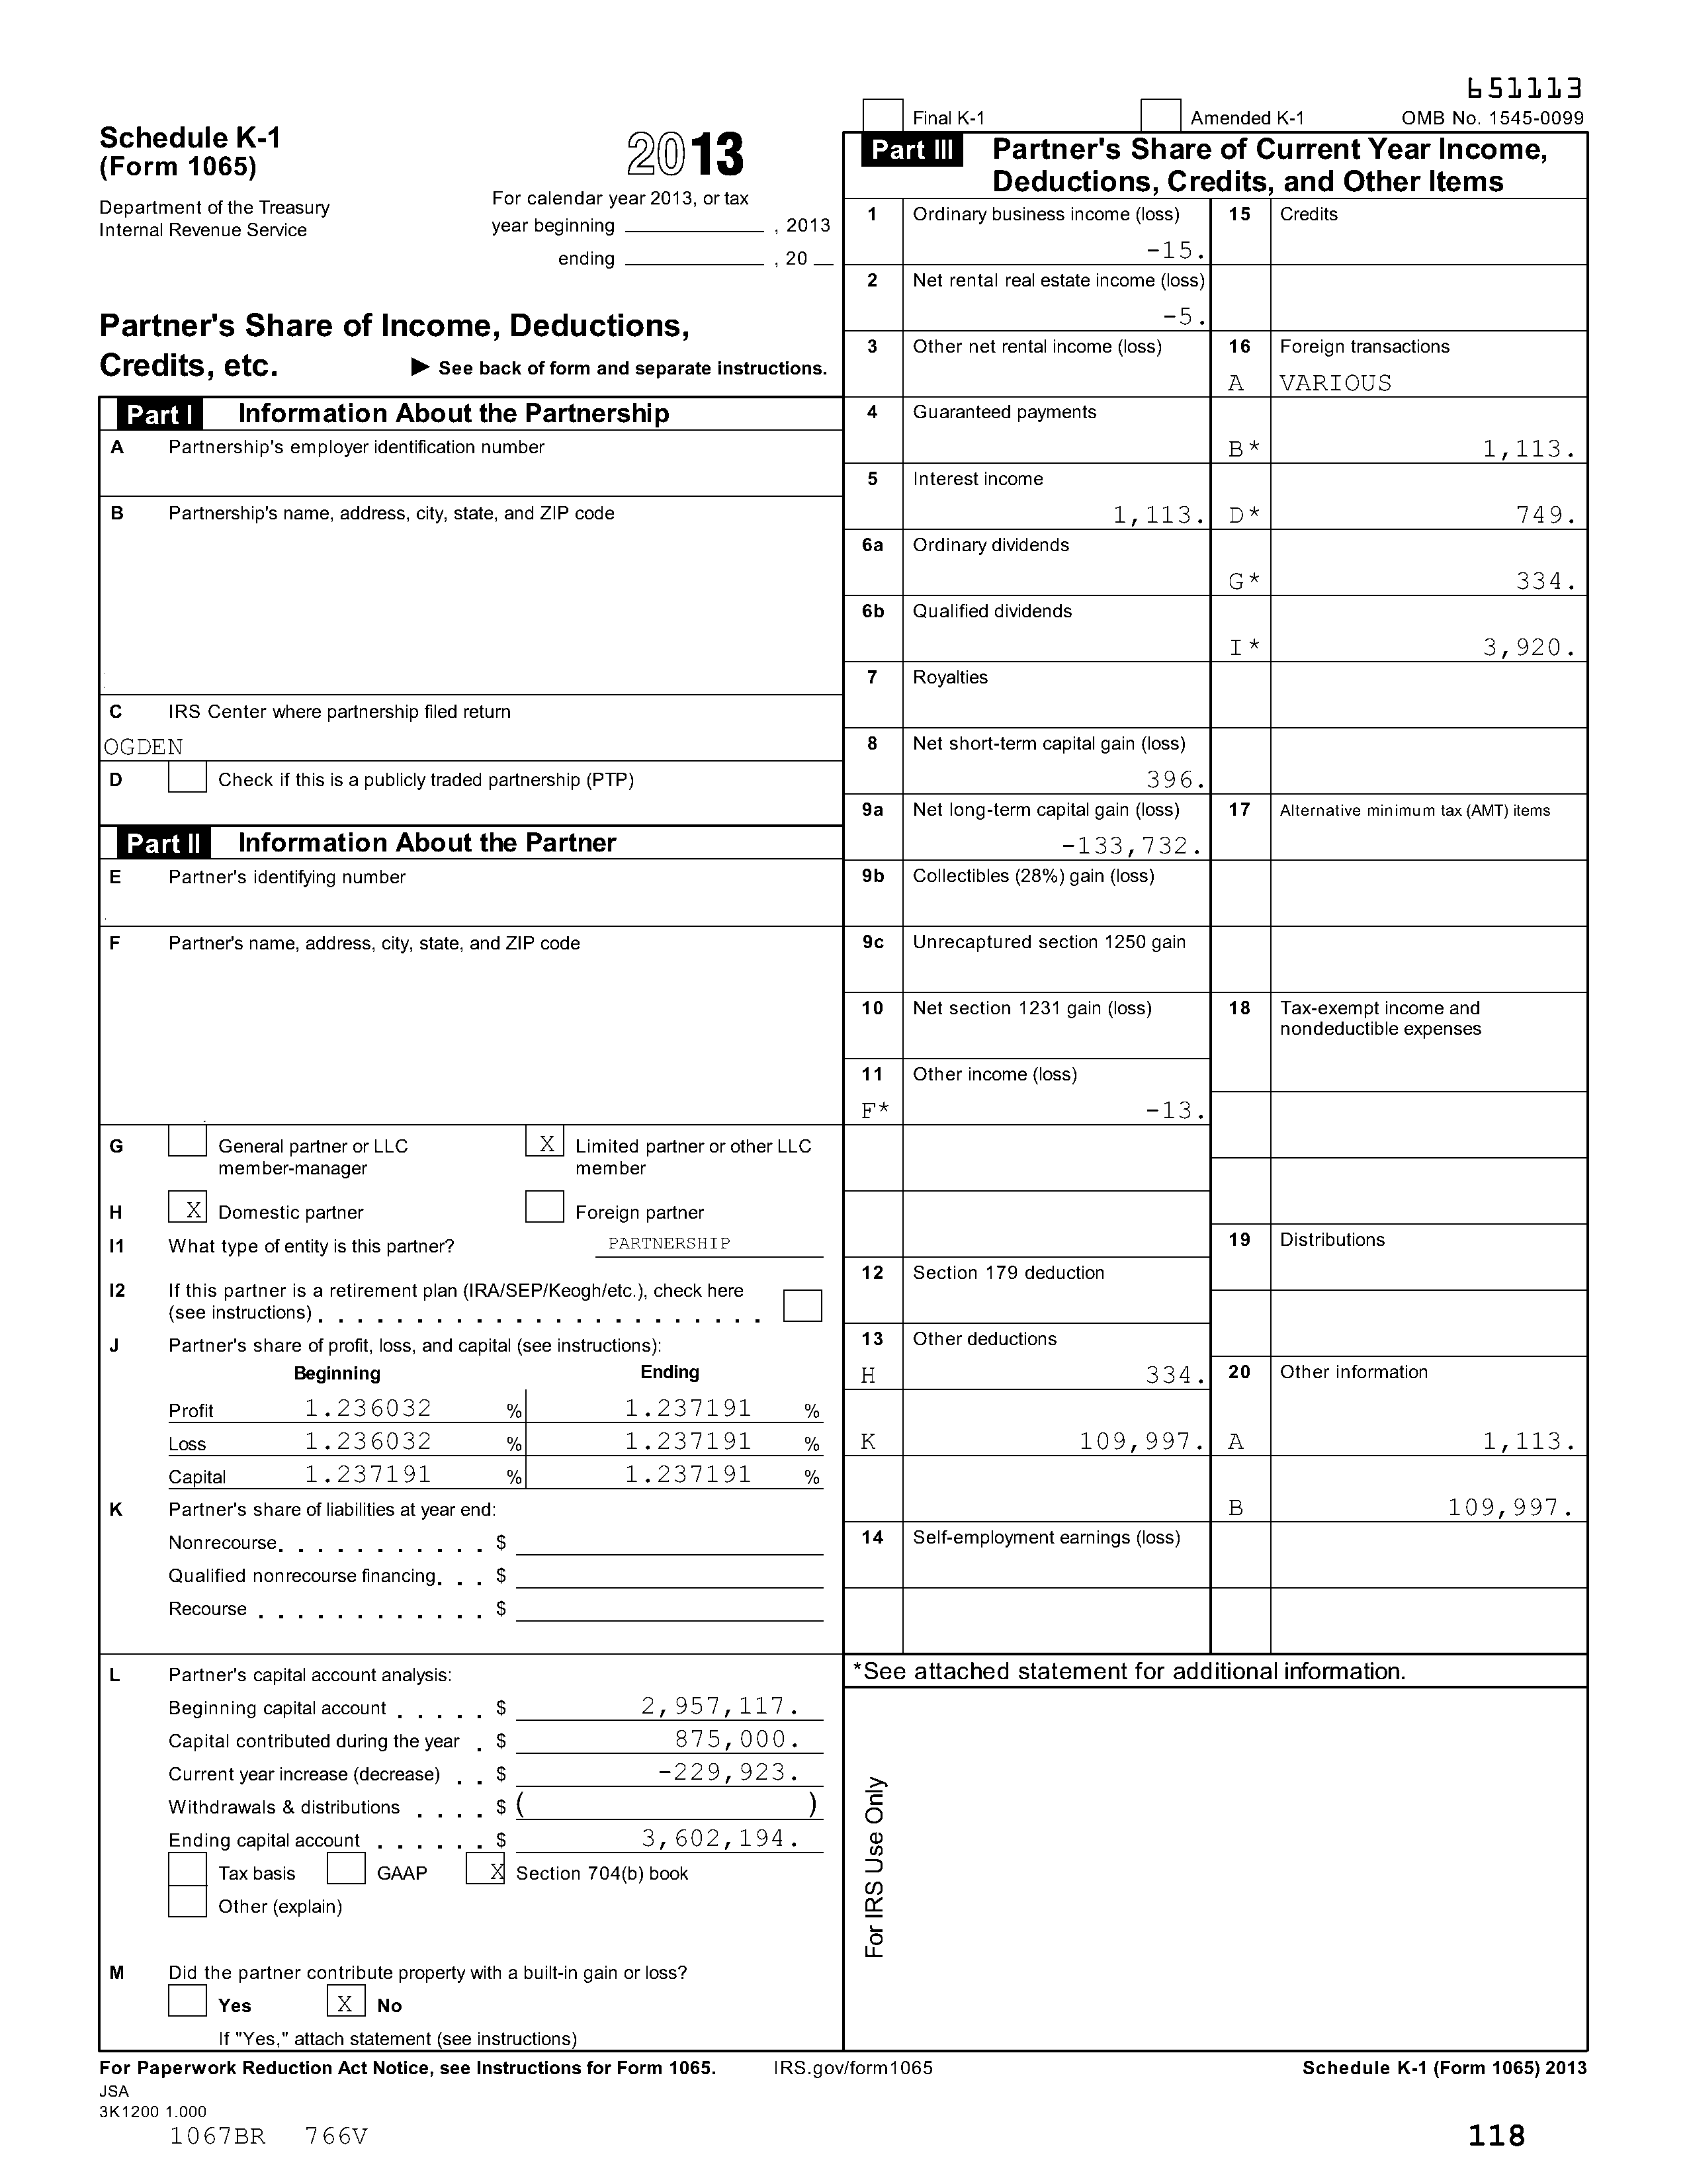 651113
Final K-1 Amended K-1 OMB No. 1545-0099
Schedule K-1
(Form 1065)
2013
Department of the Treasury
Internal Revenue Service
For calendar year 2013, or tax
year beginning , 2013
ending , 20
Partner's Share of Income, Deductions,
Credits, etc. ► See back of form and separate instructions.
Part I Information About the Partnership
A Partnership's employer identification number
B Partnership's name, address, city, state, and ZIP code
C IRS Center where partnership filed return
OGDEN
D Check if this is a publicly traded partnership (PTP)
Part II Information About the Partner
E Partner's identifying number
F Partner's name, address, city, state, and ZIP code
G General partner or LLC member-manager X Limited partner or other LLC member
H X Domestic partner Foreign partner
I1 What type of entity is this partner? PARTNERSHIP
I2 If this partner is a retirement plan (IRA/SEP/Keogh/etc.), check here
(see instructions)
J Partner's share of profit, loss, and capital (see instructions):
Beginning Ending
Profit 1.236032 % 1.237191 %
Loss 1.236032 % 1.237191 %
Capital 1.237191 % 1.237191 %
K Partner's share of liabilities at year end:
Nonrecourse $
Qualified nonrecourse financing $
Recourse $
L Partner's capital account analysis:
Beginning capital account $ 2,957,117.
Capital contributed during the year $ 875,000.
Current year increase (decrease) $ -229,923.
Withdrawals & distributions $ ( )
Ending capital account $ 3,602,194.
Tax basis GAAP X Section 704(b) book
Other (explain)
M Did the partner contribute property with a built-in gain or loss?
Yes X No
If "Yes," attach statement (see instructions)
Part III Partner's Share of Current Year Income,
Deductions, Credits, and Other Items
1 Ordinary business income (loss)
-15.
2 Net rental real estate income (loss)
-5.
3 Other net rental income (loss)
4 Guaranteed payments
5 Interest income
1,113.
6a Ordinary dividends
6b Qualified dividends
7 Royalties
8 Net short-term capital gain (loss)
396.
9a Net long-term capital gain (loss)
-133,732.
9b Collectibles (28%) gain (loss)
9c Unrecaptured section 1250 gain
10 Net section 1231 gain (loss)
11 Other income (loss)
F* -13.
12 Section 179 deduction
13 Other deductions
H 334.
K 109,997.
14 Self-employment earnings (loss)
15 Credits
16 Foreign transactions
A VARIOUS
B* 1,113.
D* 749.
G* 334.
I* 3,920.
17 Alternative minimum tax (AMT) items
18 Tax-exempt income and
nondeductible expenses
19 Distributions
20 Other information
A 1,113.
B 109,997.
*See attached statement for additional information.
For IRS Use Only
For Paperwork Reduction Act Notice, see Instructions for Form 1065. IRS.gov/form1065 Schedule K-1 (Form 1065) 2013
JSA
3K1200 1.000
1067BR 766V
118